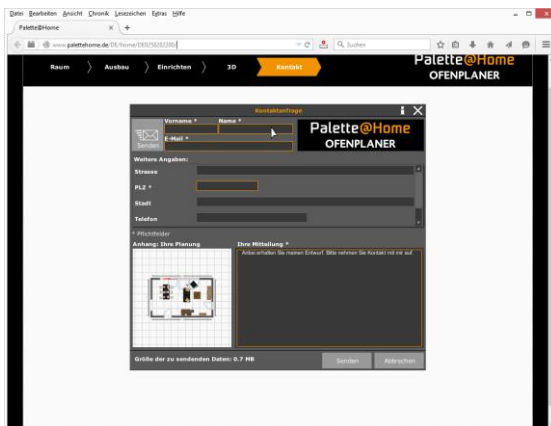 Datei Bearbeiten Ansicht Chronik Lesezeichen Extras Hilfe
Palette@Home
www.palettehome.de/DE/home/
Suchen
Raum Ausbau Einrichten 3D Kontakt
Palette@Home
OFENPLANER
Kontaktanfrage
Vorname * Name *
E-Mail *
Senden
Palette@Home
OFENPLANER
Weitere Angaben:
Strasse
PLZ *
Stadt
Telefon
* Pflichtfelder
Anhang: Ihre Planung Ihre Mitteilung *
Anbei erhalten Sie meinen Entwurf. Bitte nehmen Sie Kontakt mit mir auf.
Größe der zu sendenden Daten: 0.7 MB
Senden Abbrechen